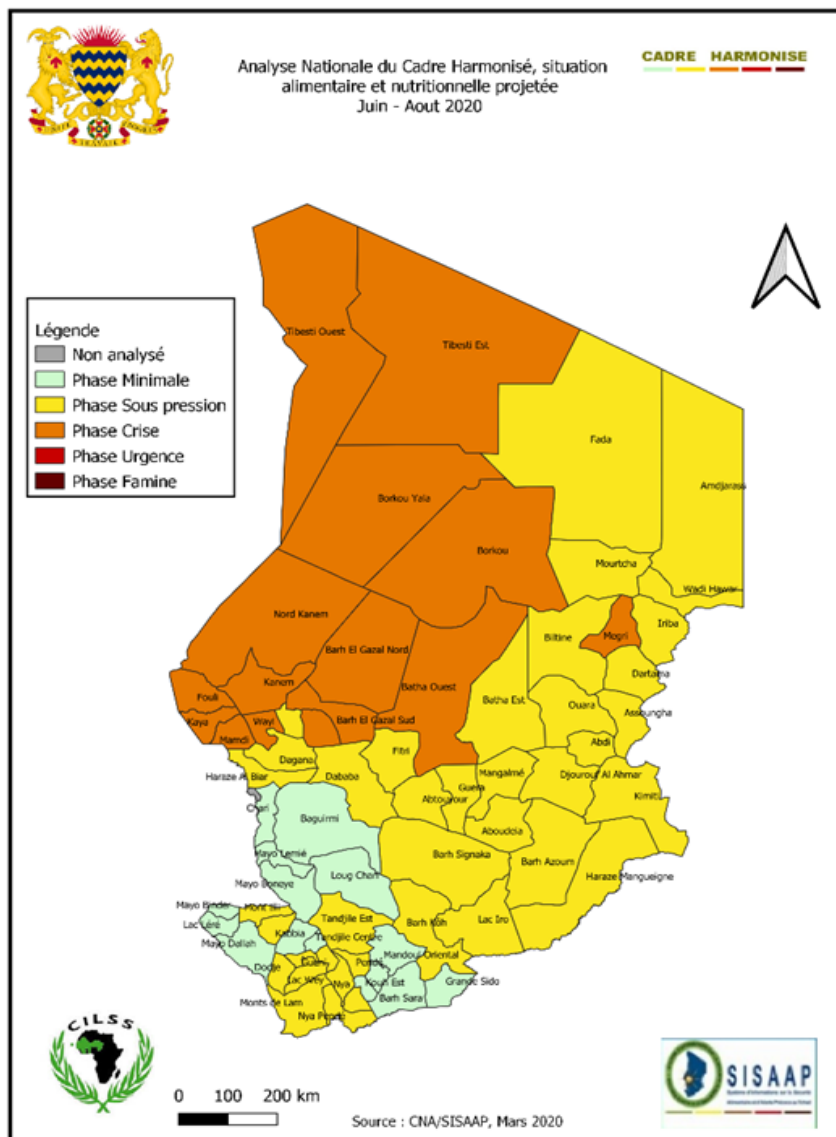 Analyse Nationale du Cadre Harmonisé, situation
alimentaire et nutritionnelle projetée
Juin - Aout 2020
CADRE HARMONISE
TRAVAIL
Légende
Non analysé
Phase Minimale
Phase Sous pression
Phase Crise
Phase Urgence
Phase Famine
Tibesti Ouest
Tibesti Est
Fada
Amdjarass
Borkou Yala
Borkou
Mourtcha
Wadi Hawar
Nord Kanem
Iriba
Mogri
Biltine
Barh El Gazal Nord
Dartama
Kanem
Batha Ouest
Fouli
Batha Est
Ouara
Assoungha
Kaya
Wayi
Barh El Gazal Sud
Mamdi
Abdi
Fitri
Dagana
Mangalmé
Djourouf Al Ahmar
Haraze Al Biar
Dababa
Guera
Kimiti
Abtouyour
Chari
Baguirmi
Aboudeia
Mayo Lemié
Barh Signaka
Barh Azoum
Loug Chari
Haraze Mangueigne
Mayo Boneye
Mayo Binder
Mont Illi
Lac Léré
Tandjile Est
Barh Kôh
Lac Iro
Kabbia
Tandjile Centre
Mayo Dallah
Mandoul Oriental
Guéni
Dodje
Lac Wey
Nya
Kouh Est
Grande Sido
Barh Sara
Monts de Lam
Nya Pendé
CILSS
0 100 200 km
Source : CNA/SISAAP, Mars 2020
SISAAP